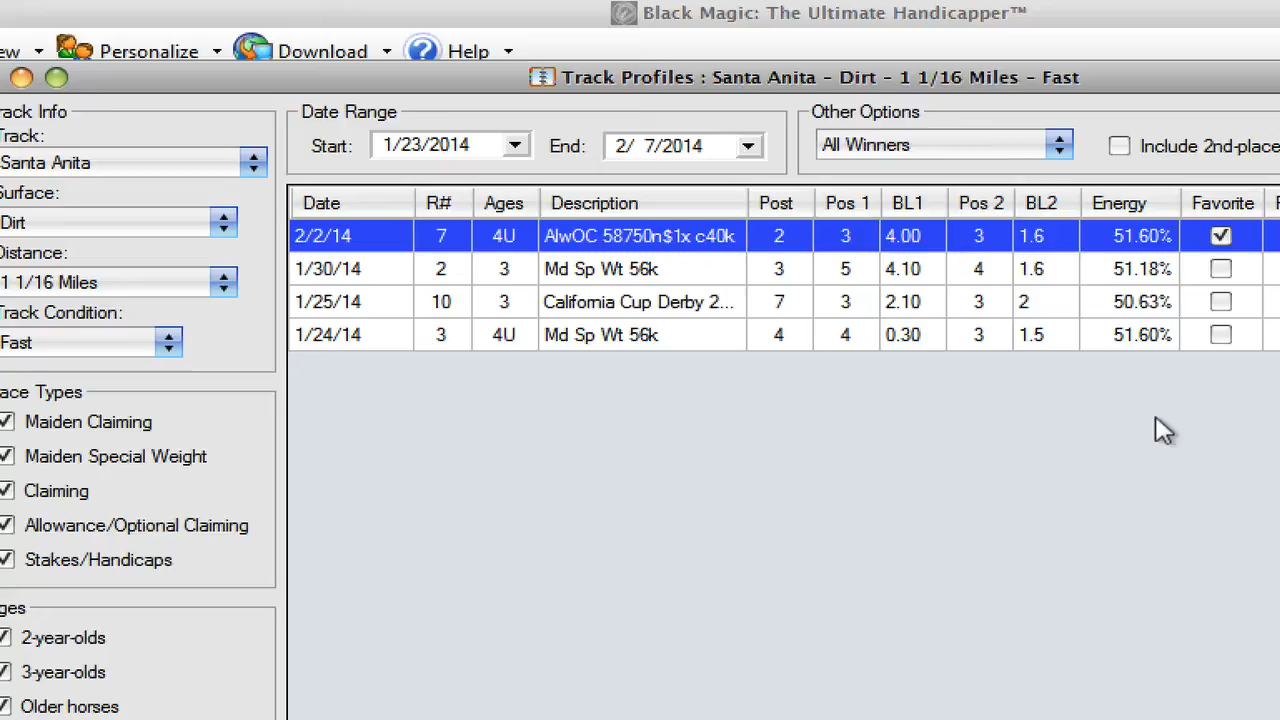 Black Magic: The Ultimate Handicapper™
ew Personalize Download Help
Track Profiles : Santa Anita - Dirt - 1 1/16 Miles - Fast
rack Info
Track:
Santa Anita
Surface:
Dirt
Distance:
1 1/16 Miles
Track Condition:
Fast
Date Range
Start: 1/23/2014 End: 2/ 7/2014
Other Options
All Winners Include 2nd-place
Date R# Ages Description Post Pos 1 BL1 Pos 2 BL2 Energy Favorite F
2/2/14 7 4U AlwOC 58750n$1x c40k 2 3 4.00 3 1.6 51.60%
1/30/14 2 3 Md Sp Wt 56k 3 5 4.10 4 1.6 51.18%
1/25/14 10 3 California Cup Derby 2... 7 3 2.10 3 2 50.63%
1/24/14 3 4U Md Sp Wt 56k 4 4 0.30 3 1.5 51.60%
ace Types
Maiden Claiming
Maiden Special Weight
Claiming
Allowance/Optional Claiming
Stakes/Handicaps
ges
2-year-olds
3-year-olds
Older horses